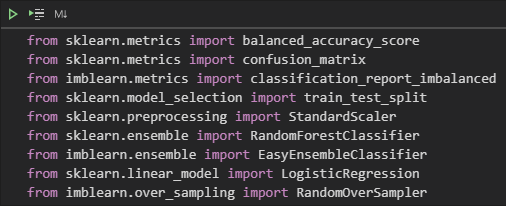 M↓
from sklearn.metrics import balanced_accuracy_score
from sklearn.metrics import confusion_matrix
from imblearn.metrics import classification_report_imbalanced
from sklearn.model_selection import train_test_split
from sklearn.preprocessing import StandardScaler
from sklearn.ensemble import RandomForestClassifier
from imblearn.ensemble import EasyEnsembleClassifier
from sklearn.linear_model import LogisticRegression
from imblearn.over_sampling import RandomOverSampler